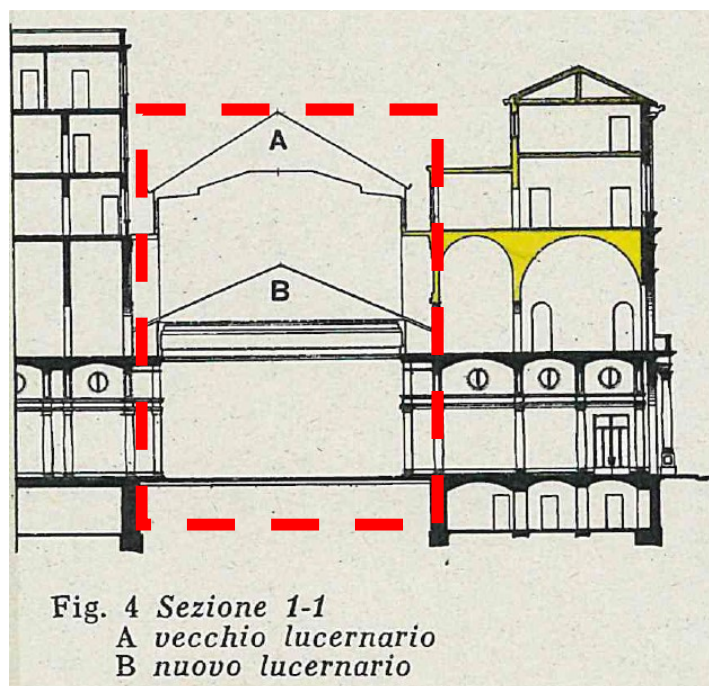 A
B
Fig. 4 Sezione 1-1
A vecchio lucernario
B nuovo lucernario